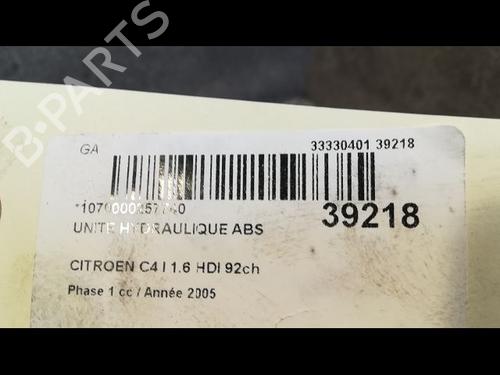 B-PARTS
GA
33330401 39218
39218
UNITE HYDRAULIQUE ABS
CITROEN C4 I 1.6 HDI 92ch
Phase 1 cc / Année 2005